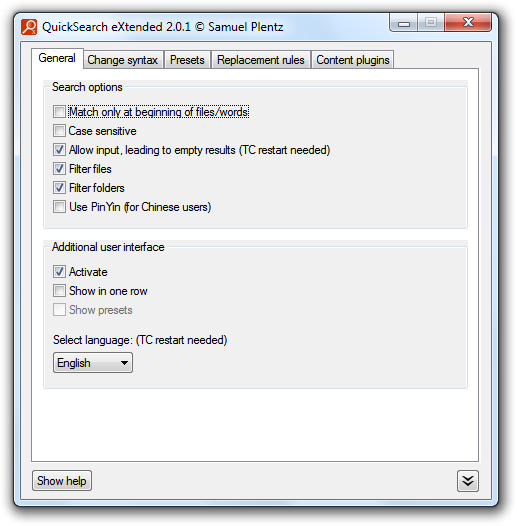 QuickSearch eXtended 2.0.1 © Samuel Plentz
General Change syntax Presets Replacement rules Content plugins
Search options
Match only at beginning of files/words
Case sensitive
Allow input, leading to empty results (TC restart needed)
Filter files
Filter folders
Use PinYin (for Chinese users)
Additional user interface
Activate
Show in one row
Show presets
Select language: (TC restart needed)
English
Show help